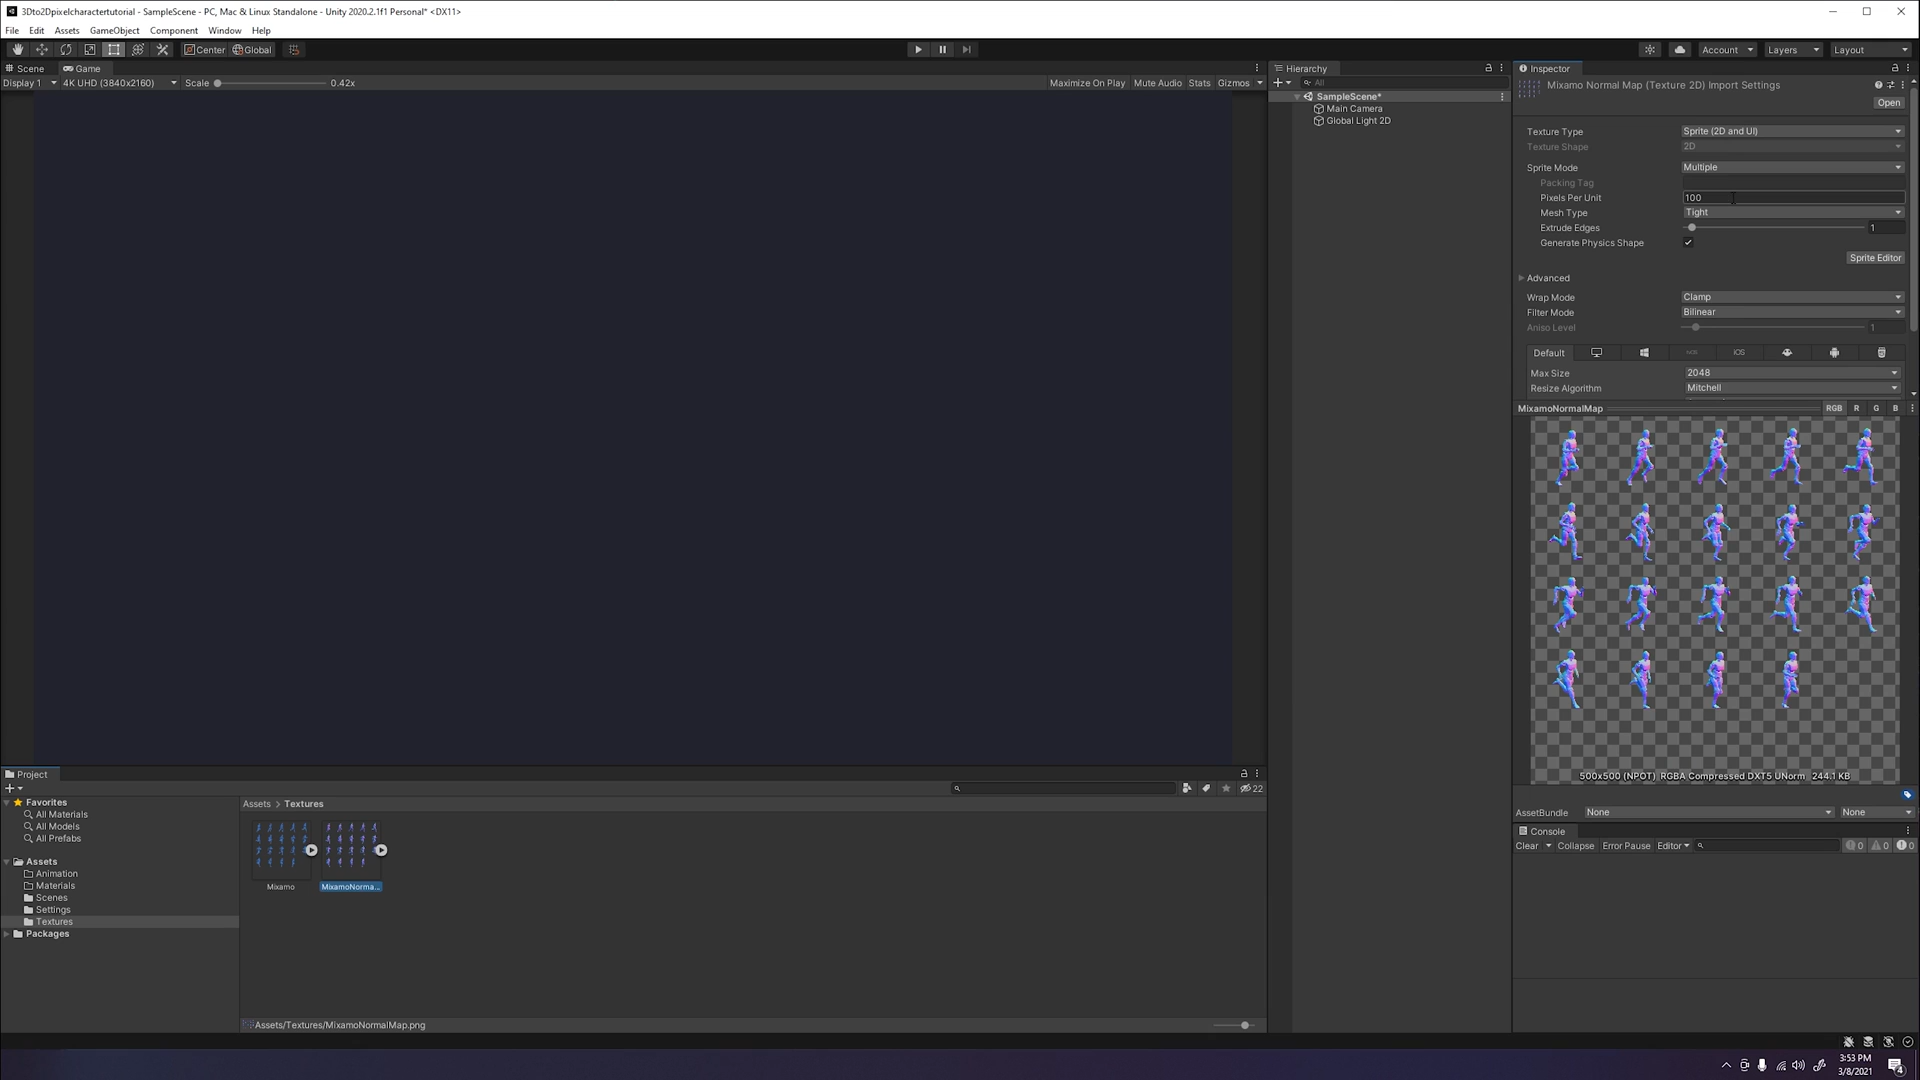 3Dto2Dpixelcharactertutorial - SampleScene - PC, Mac & Linux Standalone - Unity 2020.2.1f1 Personal* <DX11>
File Edit Assets GameObject Component Window Help
Center Global Account Layers Layout
Scene Game
Display 1 4K UHD (3840x2160) Scale 0.42x Maximize On Play Mute Audio Stats Gizmos
Hierarchy
All
SampleScene*
Main Camera
Global Light 2D
Inspector
Mixamo Normal Map (Texture 2D) Import Settings
Open
Texture Type Sprite (2D and UI)
Texture Shape 2D
Sprite Mode Multiple
Packing Tag
Pixels Per Unit 100
Mesh Type Tight
Extrude Edges 1
Generate Physics Shape
Sprite Editor
Advanced
Wrap Mode Clamp
Filter Mode Bilinear
Aniso Level 1
Default iOS
Max Size 2048
Resize Algorithm Mitchell
MixamoNormalMap RGB R G B
500x500 (NPOT) RGBA Compressed DXT5 UNorm 244.1 KB
AssetBundle None None
Console
Clear Collapse Error Pause Editor 0 0 0
Project
22
Favorites
All Materials
All Models
All Prefabs
Assets
Animation
Materials
Scenes
Settings
Textures
Packages
Assets > Textures
Mixamo MixamoNorma...
Assets/Textures/MixamoNormalMap.png
3:53 PM
3/8/2021
4